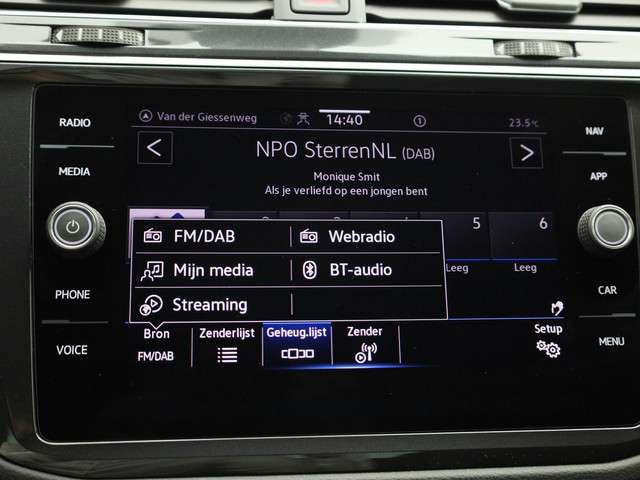 RADIO
MEDIA
PHONE
VOICE
Van der Giessenweg
14:40
1
23.5°C
NPO SterrenNL (DAB)
Monique Smit
Als je verliefd op een jongen bent
5
6
Leeg
Leeg
FM/DAB
Webradio
Mijn media
BT-audio
Streaming
Bron
FM/DAB
Zenderlijst
Geheug.lijst
Zender
Setup
NAV
APP
CAR
MENU